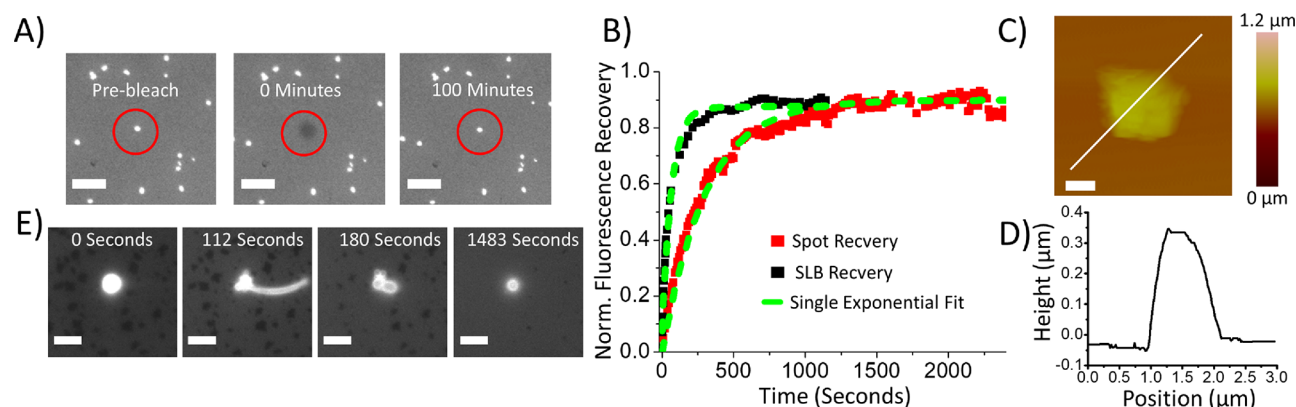 A)
Pre-bleach
0 Minutes
100 Minutes
E)
0 Seconds
112 Seconds
180 Seconds
1483 Seconds
B)
Norm. Fluorescence Recovery
1.0
0.8
0.6
0.4
0.2
0.0
Spot Recvery
SLB Recvery
Single Exponential Fit
0 500 1000 1500 2000
Time (Seconds)
C)
1.2 µm
0 µm
D)
Height (µm)
0.4
0.3
0.2
0.1
0.0
-0.1
0.0 0.5 1.0 1.5 2.0 2.5 3.0
Position (µm)